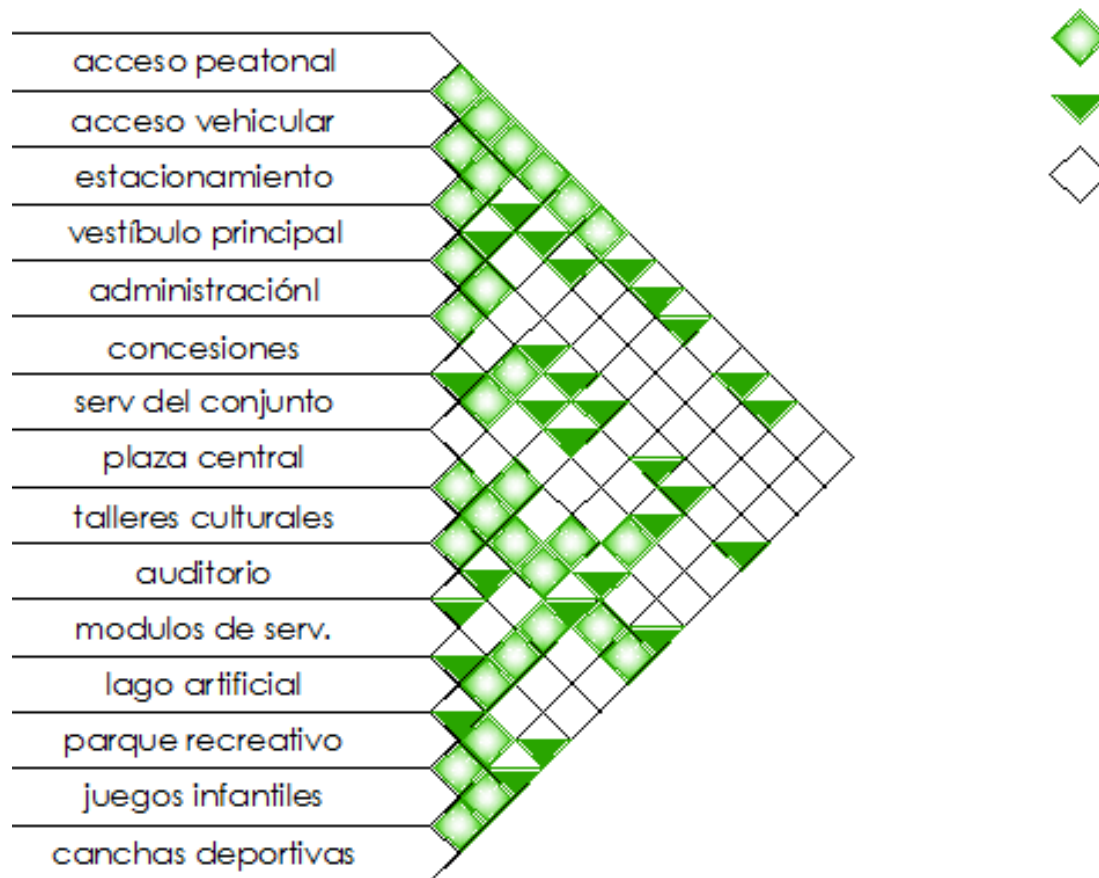 acceso peatonal
acceso vehicular
estacionamiento
vestíbulo principal
administraciónl
concesiones
serv del conjunto
plaza central
talleres culturales
auditorio
modulos de serv.
lago artificial
parque recreativo
juegos infantiles
canchas deportivas